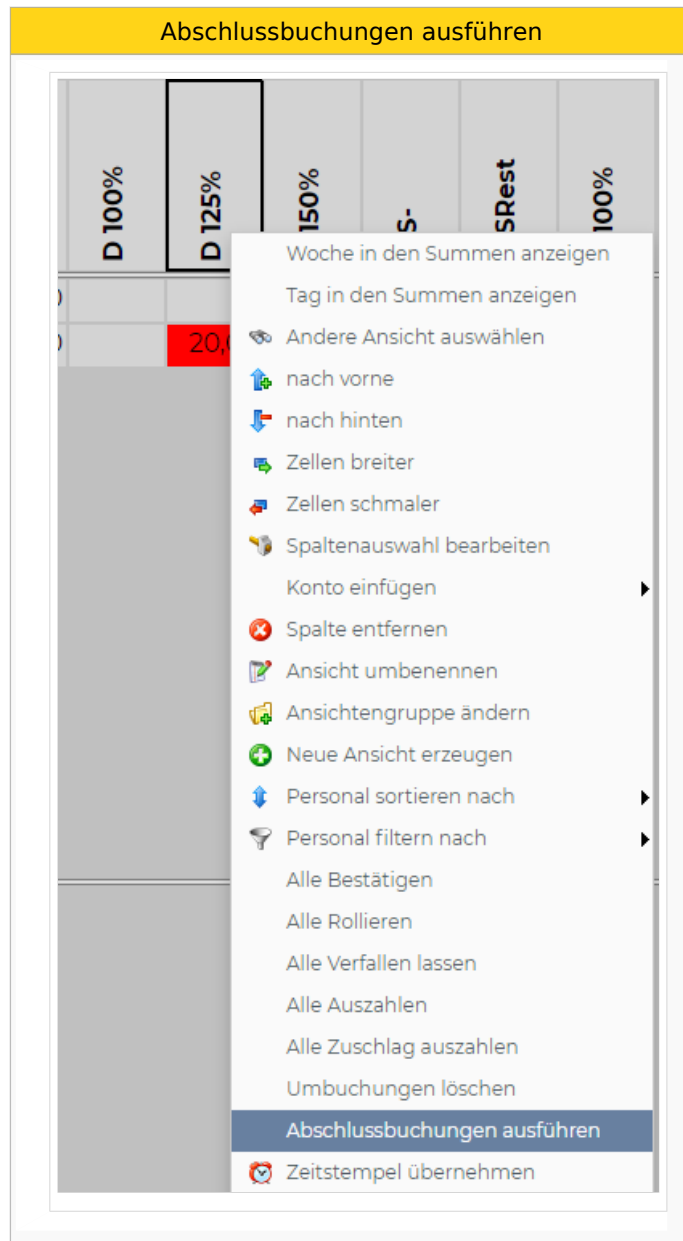 Abschlussbuchungen ausführen
D 100%
D 125%
150%
S-
SRest
100%
Woche in den Summen anzeigen
Tag in den Summen anzeigen
Andere Ansicht auswählen
20,
nach vorne
nach hinten
Zellen breiter
Zellen schmaler
Spaltenauswahl bearbeiten
Konto einfügen
Spalte entfernen
Ansicht umbenennen
Ansichtengruppe ändern
Neue Ansicht erzeugen
Personal sortieren nach
Personal filtern nach
Alle Bestätigen
Alle Rollieren
Alle Verfallen lassen
Alle Auszahlen
Alle Zuschlag auszahlen
Umbuchungen löschen
Abschlussbuchungen ausführen
Zeitstempel übernehmen